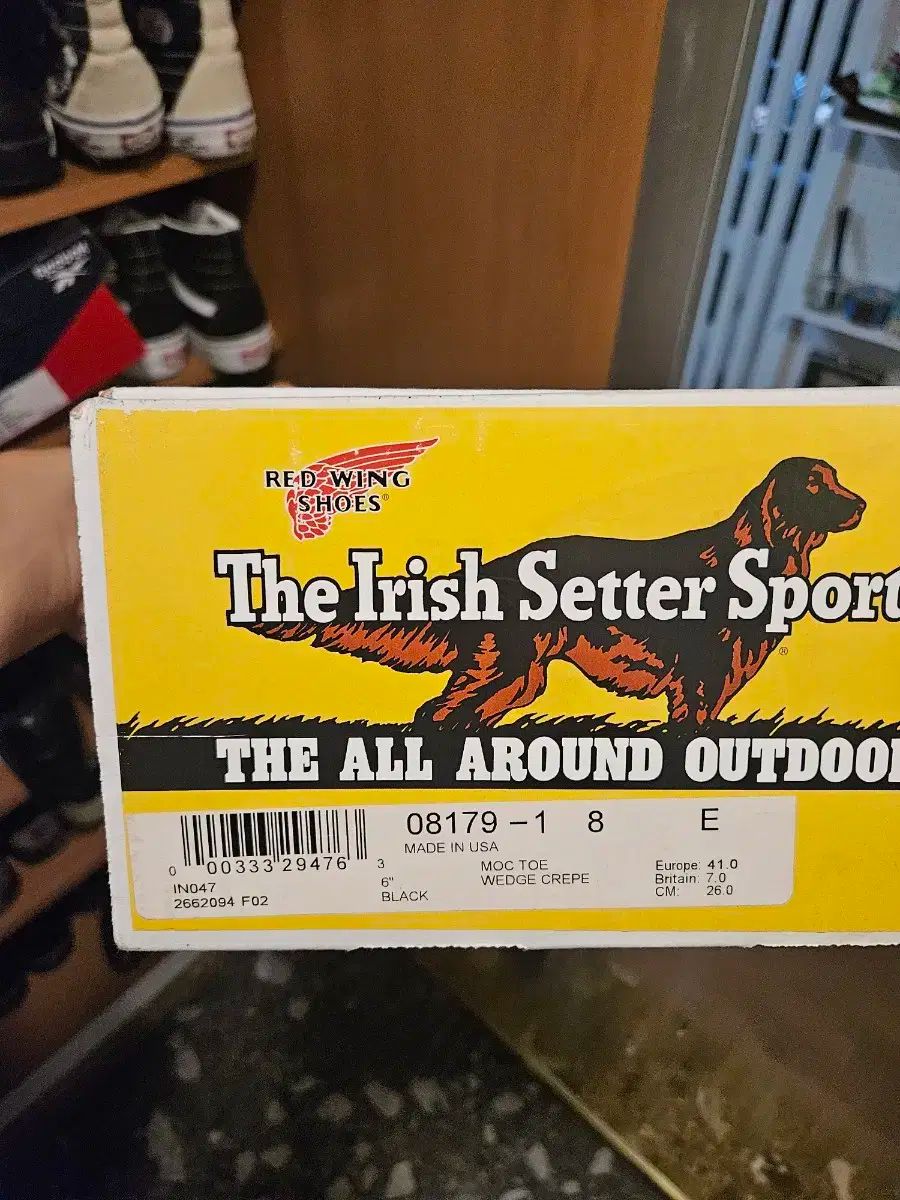 Reebok
RED WING
SHOES®
The Irish Setter Sport
®
THE ALL AROUND OUTDOO
08179 – 1 8 E
MADE IN USA
0 00333 29476 3
MOC TOE
WEDGE CREPE
6"
BLACK
IN047
2662094 F02
Europe: 41.0
Britain: 7.0
CM: 26.0